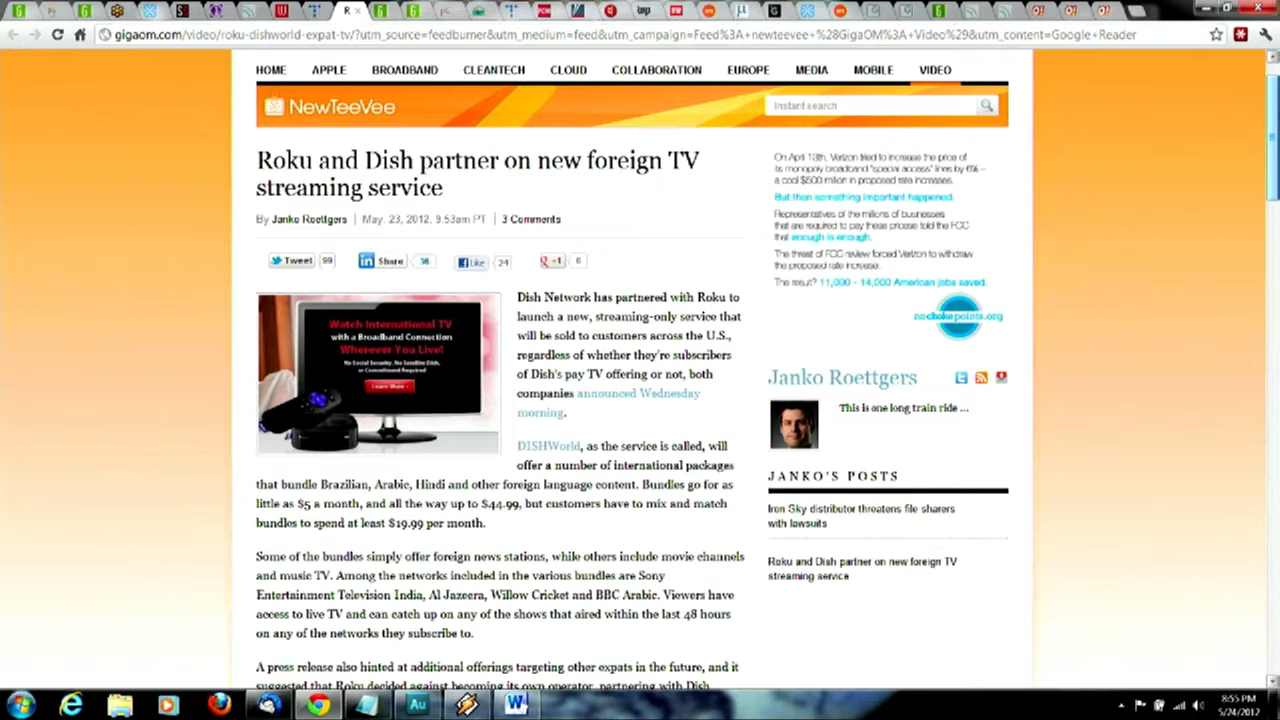 gigaom.com/video/roku-dishworld-expat-tv/?utm_source=feedburner&utm_medium=feed&utm_campaign=Feed%3A+newteevee+%28GigaOM%3A+Video%29&utm_content=Google+Reader
HOME APPLE BROADBAND CLEANTECH CLOUD COLLABORATION EUROPE MEDIA MOBILE VIDEO
NewTeeVee
Instant search
Roku and Dish partner on new foreign TV
streaming service
By Janko Roettgers | May. 23, 2012, 9:53am PT | 3 Comments
Tweet 99 Share 36 Like 24 +1 6
Watch International TV
with a Broadband Connection
Wherever You Live!
No Social Security, No Satellite Dish,
or Commitment Required
Learn More
Dish Network has partnered with Roku to
launch a new, streaming-only service that
will be sold to customers across the U.S.,
regardless of whether they're subscribers
of Dish's pay TV offering or not, both
companies announced Wednesday
morning.
DISHWorld, as the service is called, will
offer a number of international packages
that bundle Brazilian, Arabic, Hindi and other foreign language content. Bundles go for as
little as $5 a month, and all the way up to $44.99, but customers have to mix and match
bundles to spend at least $19.99 per month.
Some of the bundles simply offer foreign news stations, while others include movie channels
and music TV. Among the networks included in the various bundles are Sony
Entertainment Television India, Al Jazeera, Willow Cricket and BBC Arabic. Viewers have
access to live TV and can catch up on any of the shows that aired within the last 48 hours
on any of the networks they subscribe to.
A press release also hinted at additional offerings targeting other expats in the future, and it
suggested that Roku decided against becoming its own operator, partnering with Dish
On April 13th, Verizon tried to increase the price of
its monopoly broadband "special access" lines by 6% –
a cool $500 million in proposed rate increases.
But then something important happened.
Representatives of the millions of businesses
that are required to pay these prices told the FCC
that enough is enough.
The threat of FCC review forced Verizon to withdraw
the proposed rate increase.
The result? 11,000 - 14,000 American jobs saved.
nochokepoints.org
Janko Roettgers
This is one long train ride ...
JANKO'S POSTS
Iron Sky distributor threatens file sharers
with lawsuits
Roku and Dish partner on new foreign TV
streaming service
Au
8:55 PM
5/24/2012